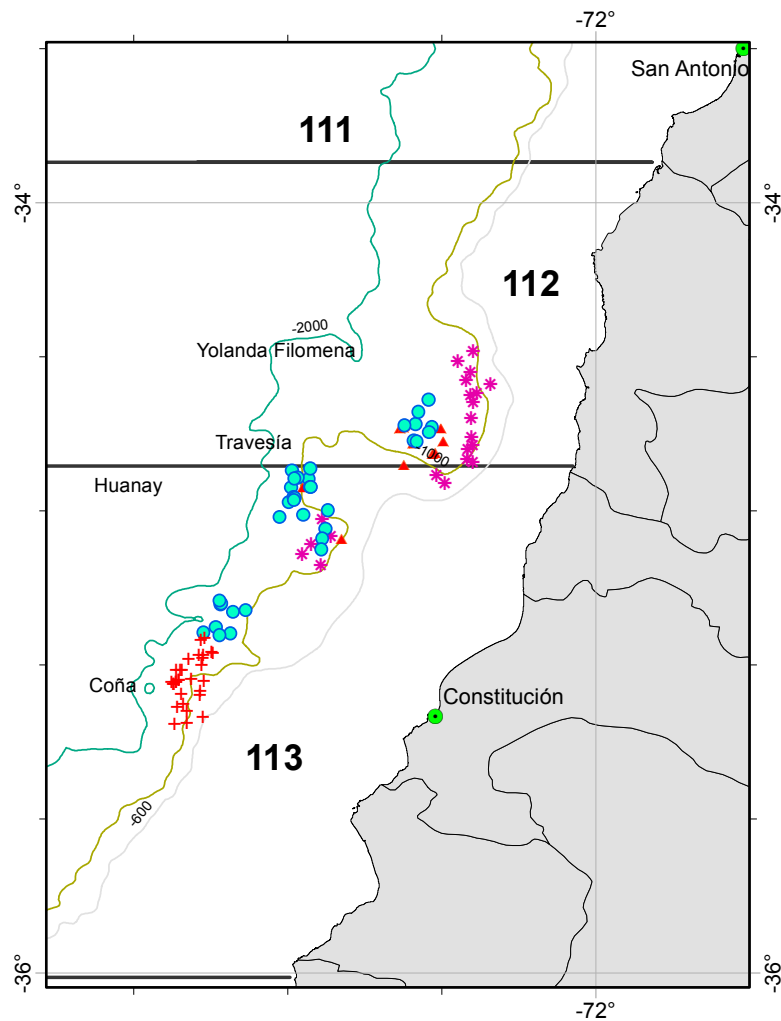 -72°
San Antonio
111
-34°
-34°
112
-2000
Yolanda Filomena
Travesía
-1000
Huanay
Coña
Constitución
113
-600
-36°
-36°
-72°